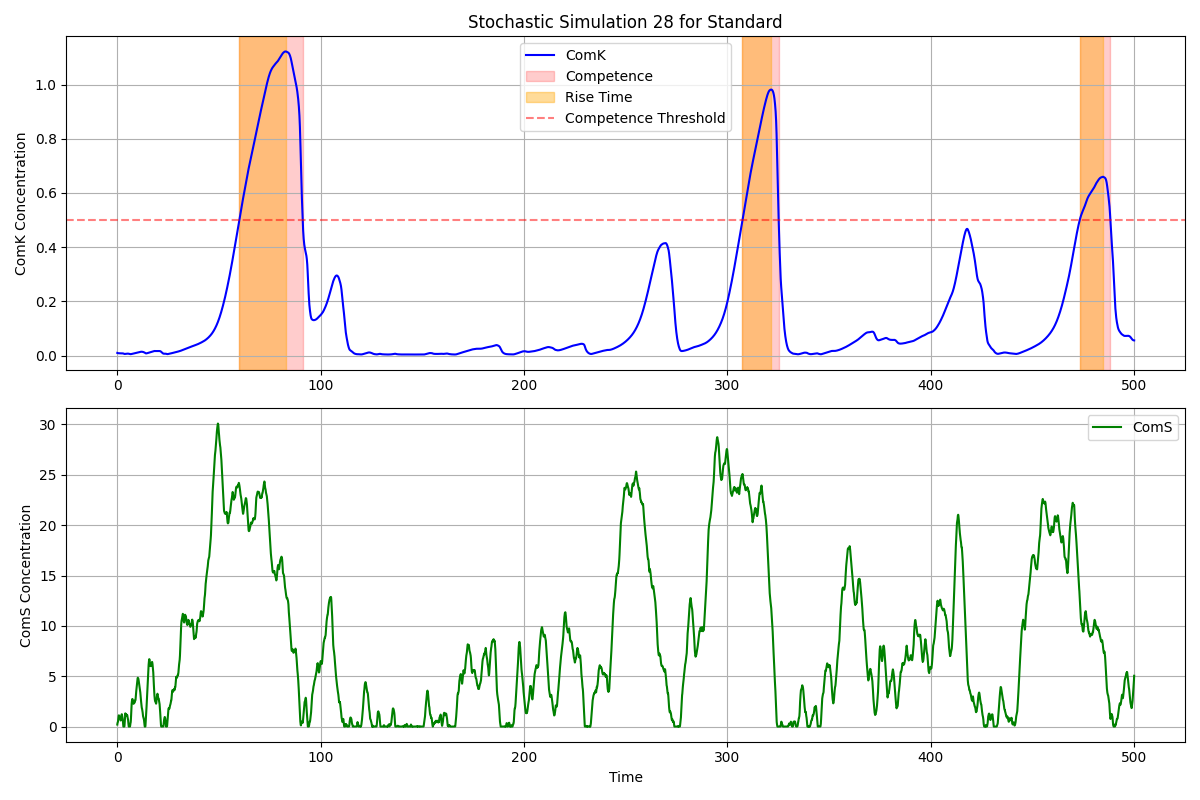 Stochastic Simulation 28 for Standard
ComK Concentration
1.0
0.8
0.6
0.4
0.2
0.0
ComK
Competence
Rise Time
Competence Threshold
0 100 200 300 400 500
ComS Concentration
30
25
20
15
10
5
0
ComS
0 100 200 300 400 500
Time